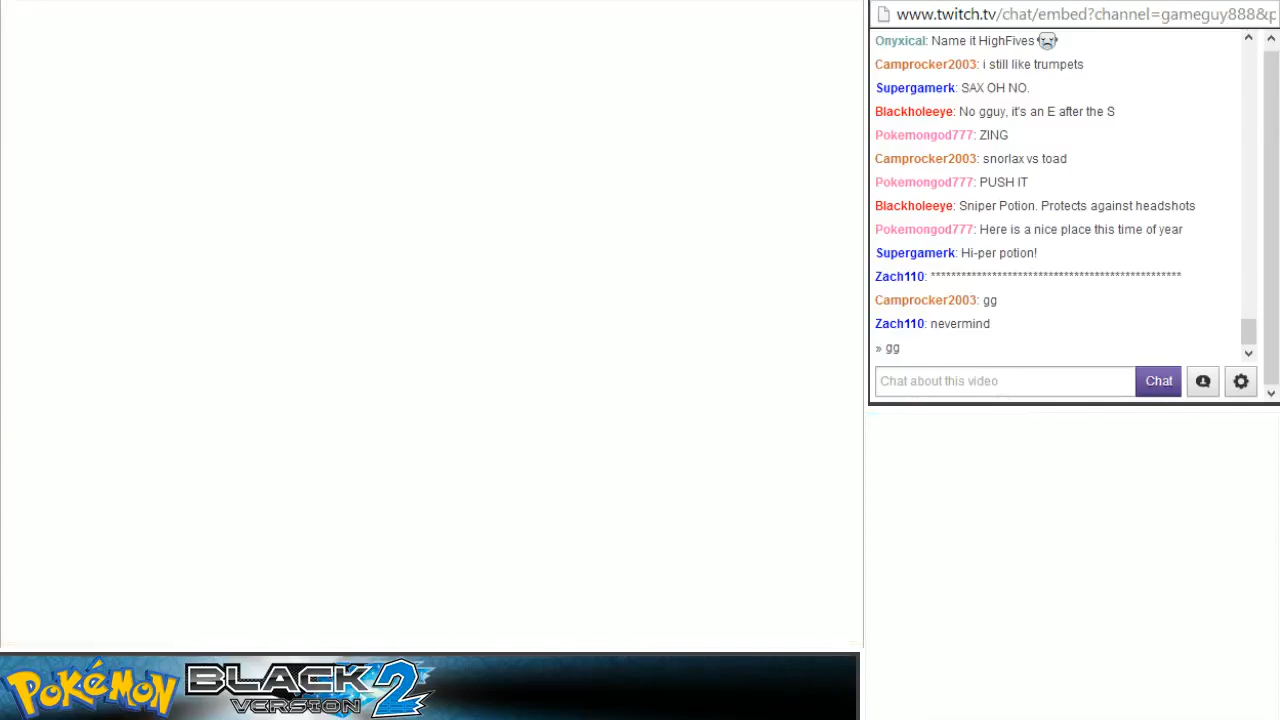 www.twitch.tv/chat/embed?channel=gameguy888&p
Onyxical: Name it HighFives
Camprocker2003: i still like trumpets
Supergamerk: SAX OH NO.
Blackholeeye: No gguy, it's an E after the S
Pokemongod777: ZING
Camprocker2003: snorlax vs toad
Pokemongod777: PUSH IT
Blackholeeye: Sniper Potion. Protects against headshots
Pokemongod777: Here is a nice place this time of year
Supergamerk: Hi-per potion!
Zach110: **************************************************
Camprocker2003: gg
Zach110: nevermind
» gg
Chat about this video
Chat
POKéMON
BLACK 2
VERSION